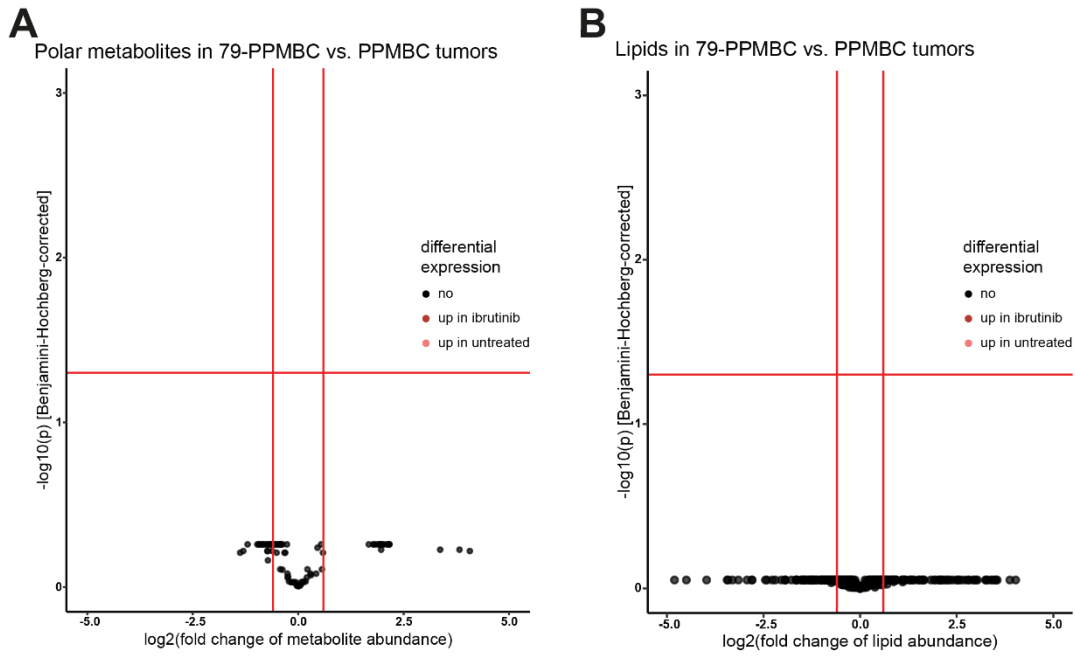 A
Polar metabolites in 79-PPMBC vs. PPMBC tumors
-log10(p) [Benjamini-Hochberg-corrected]
3
2
1
0
differential
expression
no
up in ibrutinib
up in untreated
-5.0
-2.5
0.0
2.5
5.0
log2(fold change of metabolite abundance)
B
Lipids in 79-PPMBC vs. PPMBC tumors
-log10(p) [Benjamini-Hochberg-corrected]
3
2
1
0
differential
expression
no
up in ibrutinib
up in untreated
-5.0
-2.5
0.0
2.5
5.0
log2(fold change of lipid abundance)